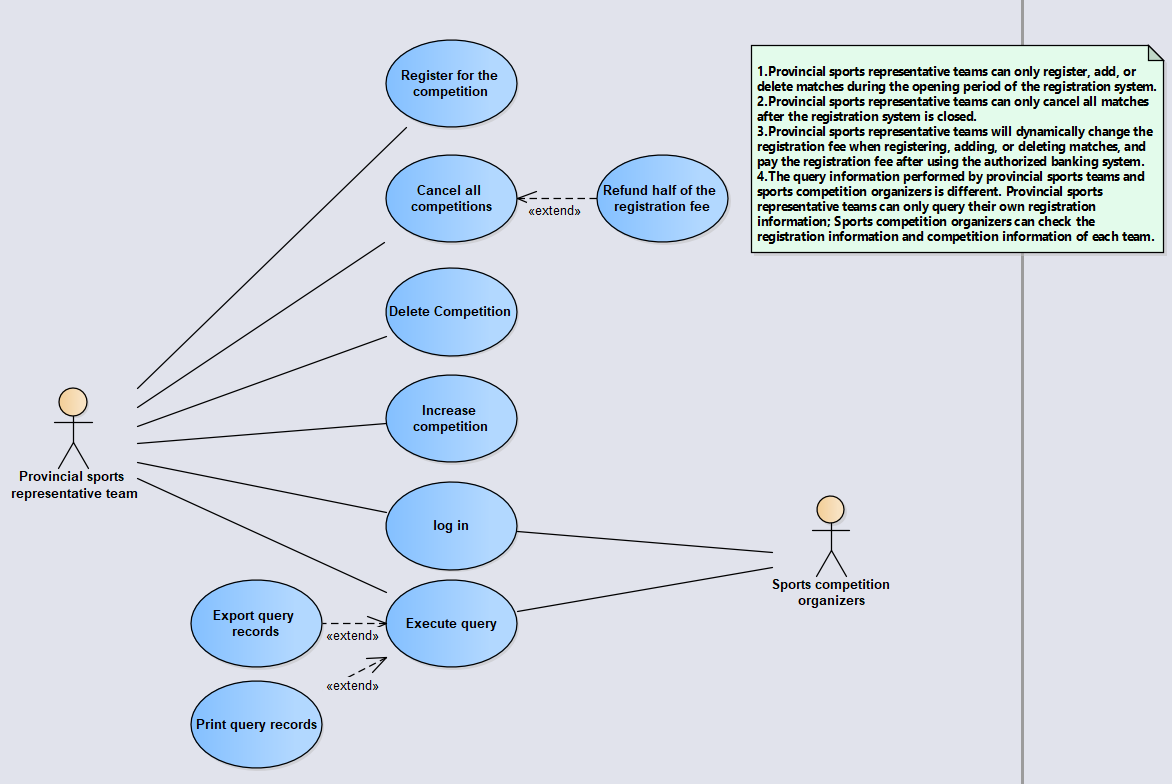 Register for the
competition
1.Provincial sports representative teams can only register, add, or
delete matches during the opening period of the registration system.
2.Provincial sports representative teams can only cancel all matches
after the registration system is closed.
3.Provincial sports representative teams will dynamically change the
registration fee when registering, adding, or deleting matches, and
pay the registration fee after using the authorized banking system.
4.The query information performed by provincial sports teams and
sports competition organizers is different. Provincial sports
representative teams can only query their own registration
information; Sports competition organizers can check the
registration information and competition information of each team.
Cancel all
competitions
«extend»
Refund half of the
registration fee
Delete Competition
Increase
competition
Provincial sports
representative team
log in
Sports competition
organizers
Export query
records
«extend»
Execute query
«extend»
Print query records